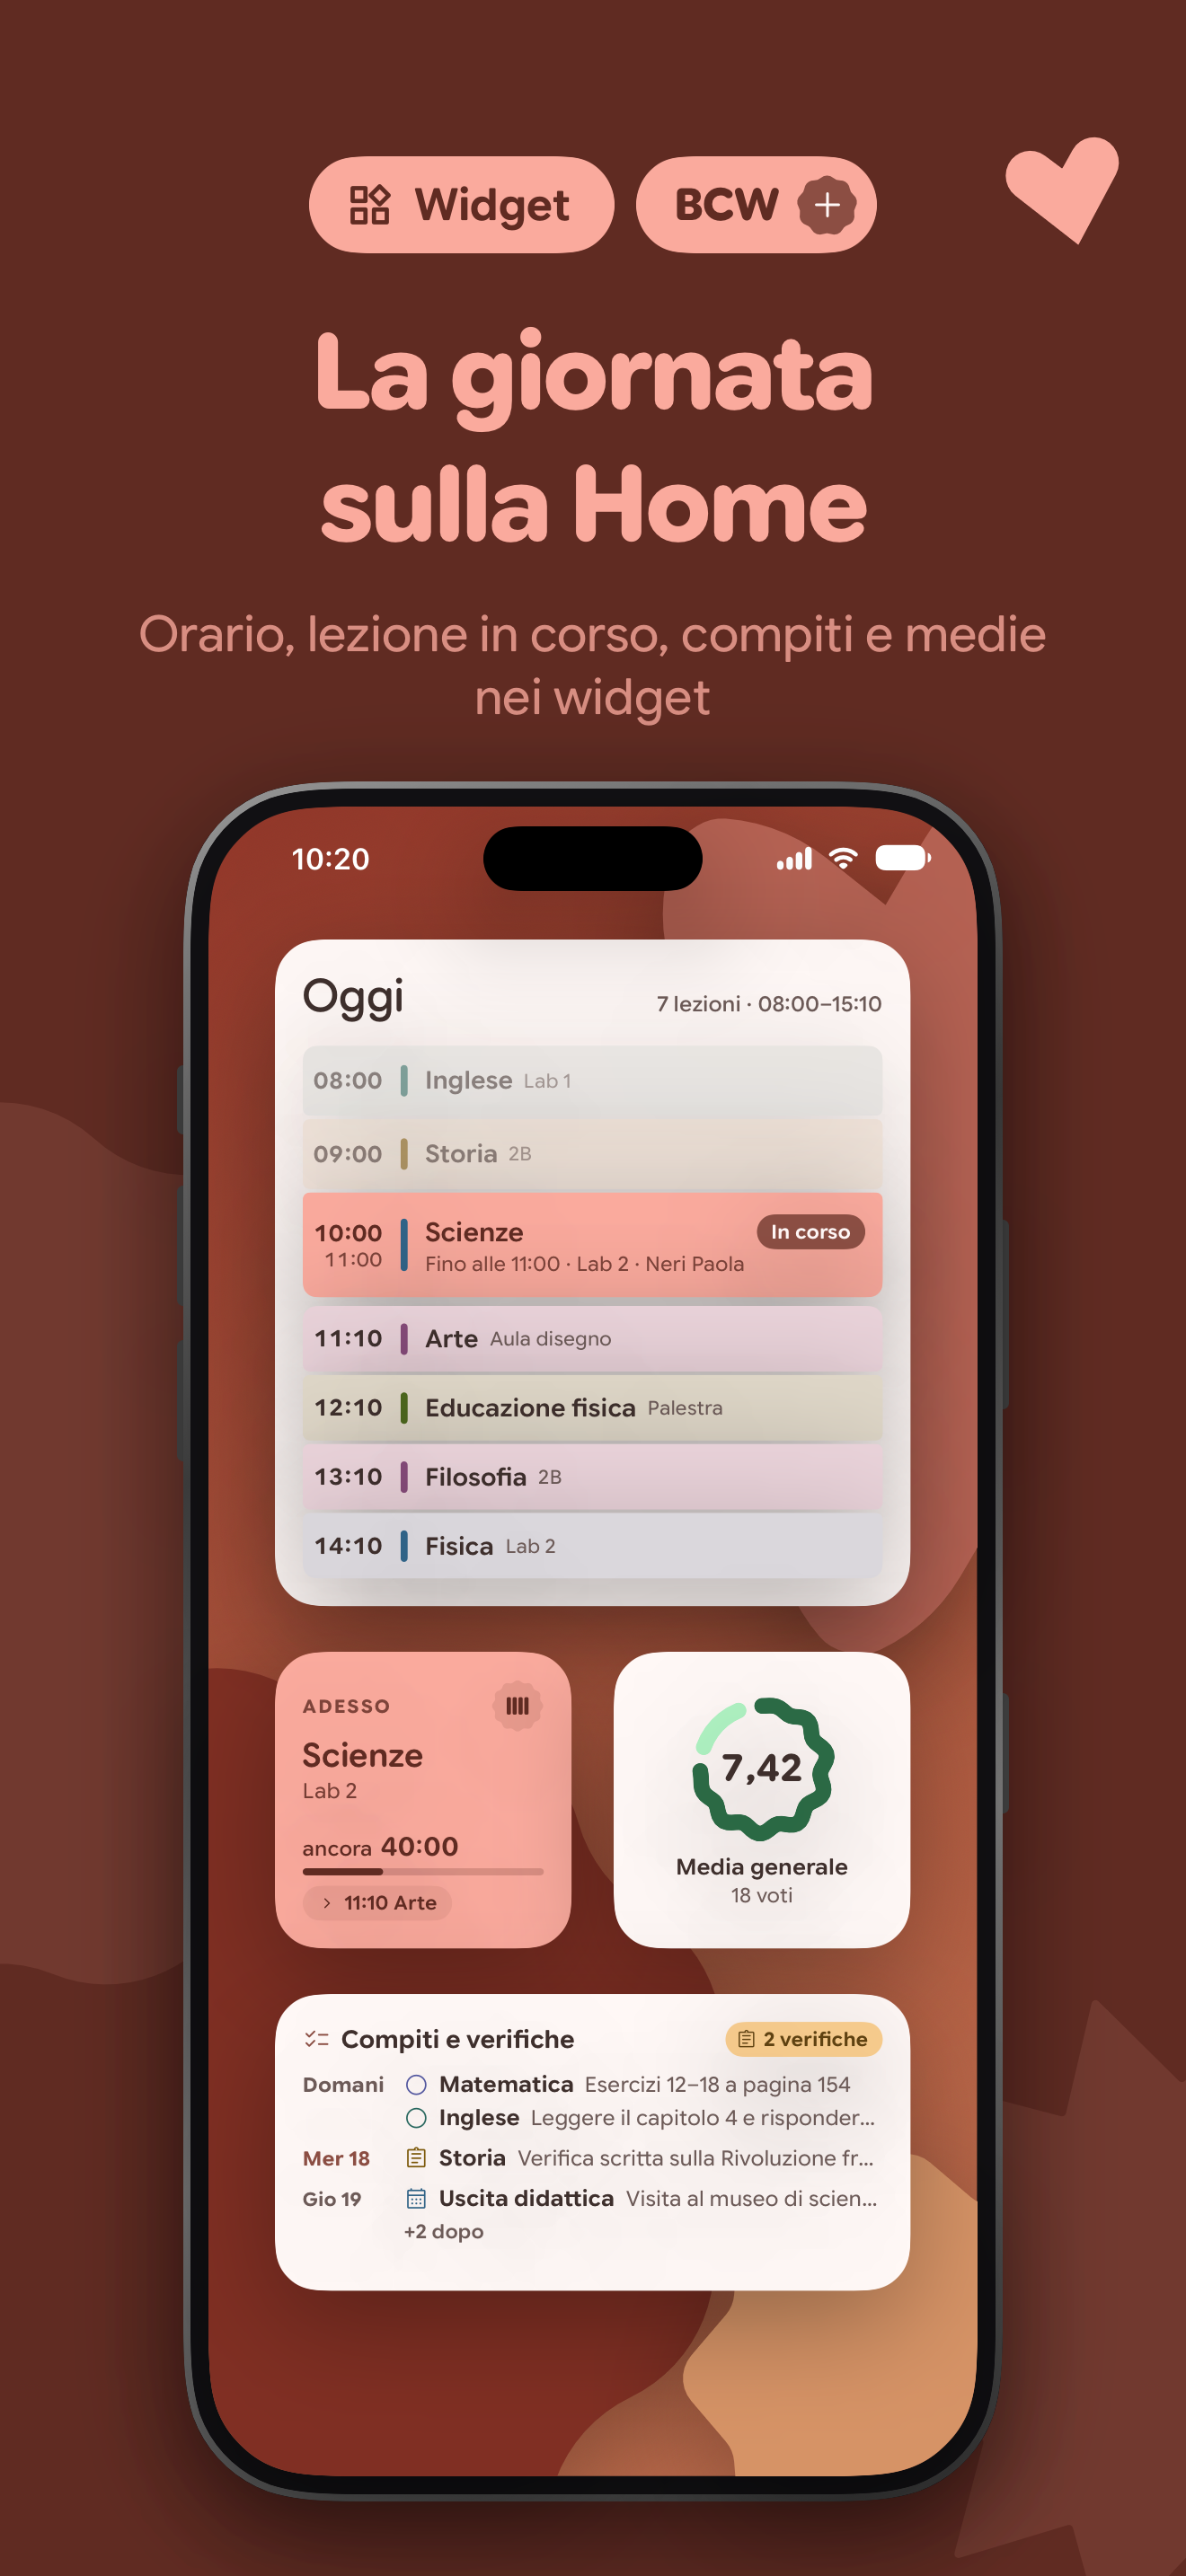 Widget
BCW
La giornata
sulla Home
Orario, lezione in corso, compiti e medie
nei widget
10:20
Oggi
7 lezioni · 08:00–15:10
08:00 Inglese Lab 1
09:00 Storia 2B
10:00 Scienze In corso
11:00 Fino alle 11:00 · Lab 2 · Neri Paola
11:10 Arte Aula disegno
12:10 Educazione fisica Palestra
13:10 Filosofia 2B
14:10 Fisica Lab 2
ADESSO
Scienze
Lab 2
ancora 40:00
11:10 Arte
7,42
Media generale
18 voti
Compiti e verifiche 2 verifiche
Domani Matematica Esercizi 12–18 a pagina 154
Inglese Leggere il capitolo 4 e risponder...
Mer 18 Storia Verifica scritta sulla Rivoluzione fr...
Gio 19 Uscita didattica Visita al museo di scien...
+2 dopo